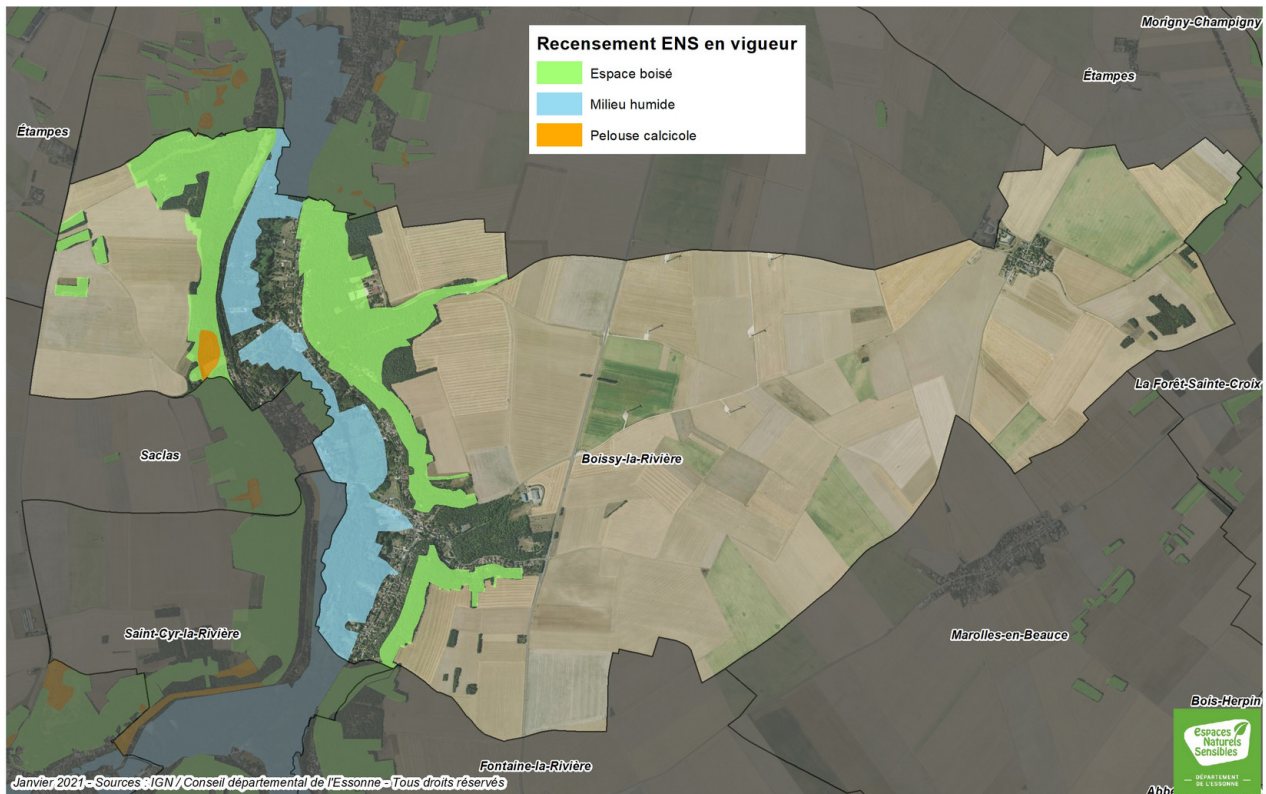 Morigny-Champigny
Recensement ENS en vigueur
Espace boisé
Milieu humide
Pelouse calcicole
Étampes
Étampes
La Forêt-Sainte-Croix
Saclas
Boissy-la-Rivière
Saint-Cyr-la-Rivière
Marolles-en-Beauce
Bois-Herpin
Espaces
Naturels
Sensibles
DÉPARTEMENT
DE L'ESSONNE
Fontaine-la-Rivière
Janvier 2021 - Sources : IGN / Conseil départemental de l'Essonne - Tous droits réservés